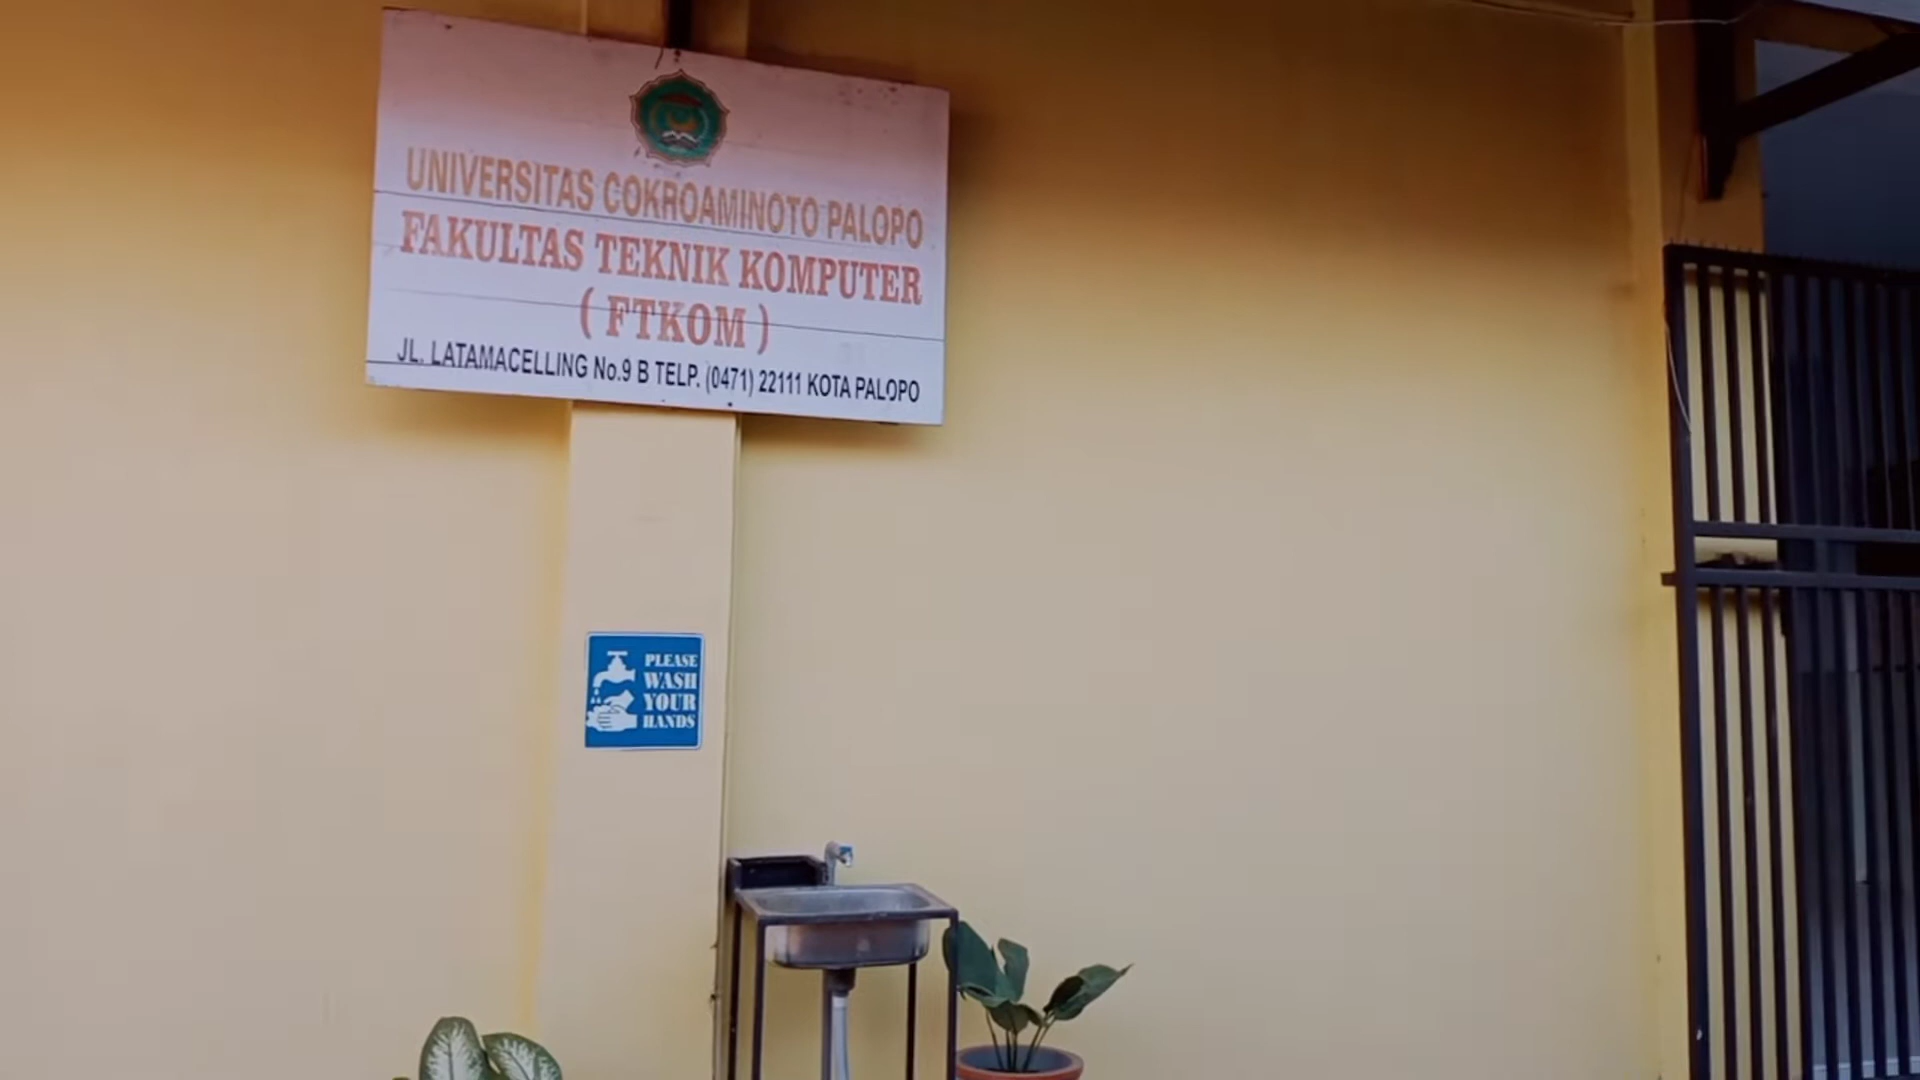 UNIVERSITAS COKROAMINOTO PALOPO
FAKULTAS TEKNIK KOMPUTER
( FTKOM )
JL. LATAMACELLING No.9 B TELP. (0471) 22111 KOTA PALOPO
PLEASE
WASH
YOUR
HANDS